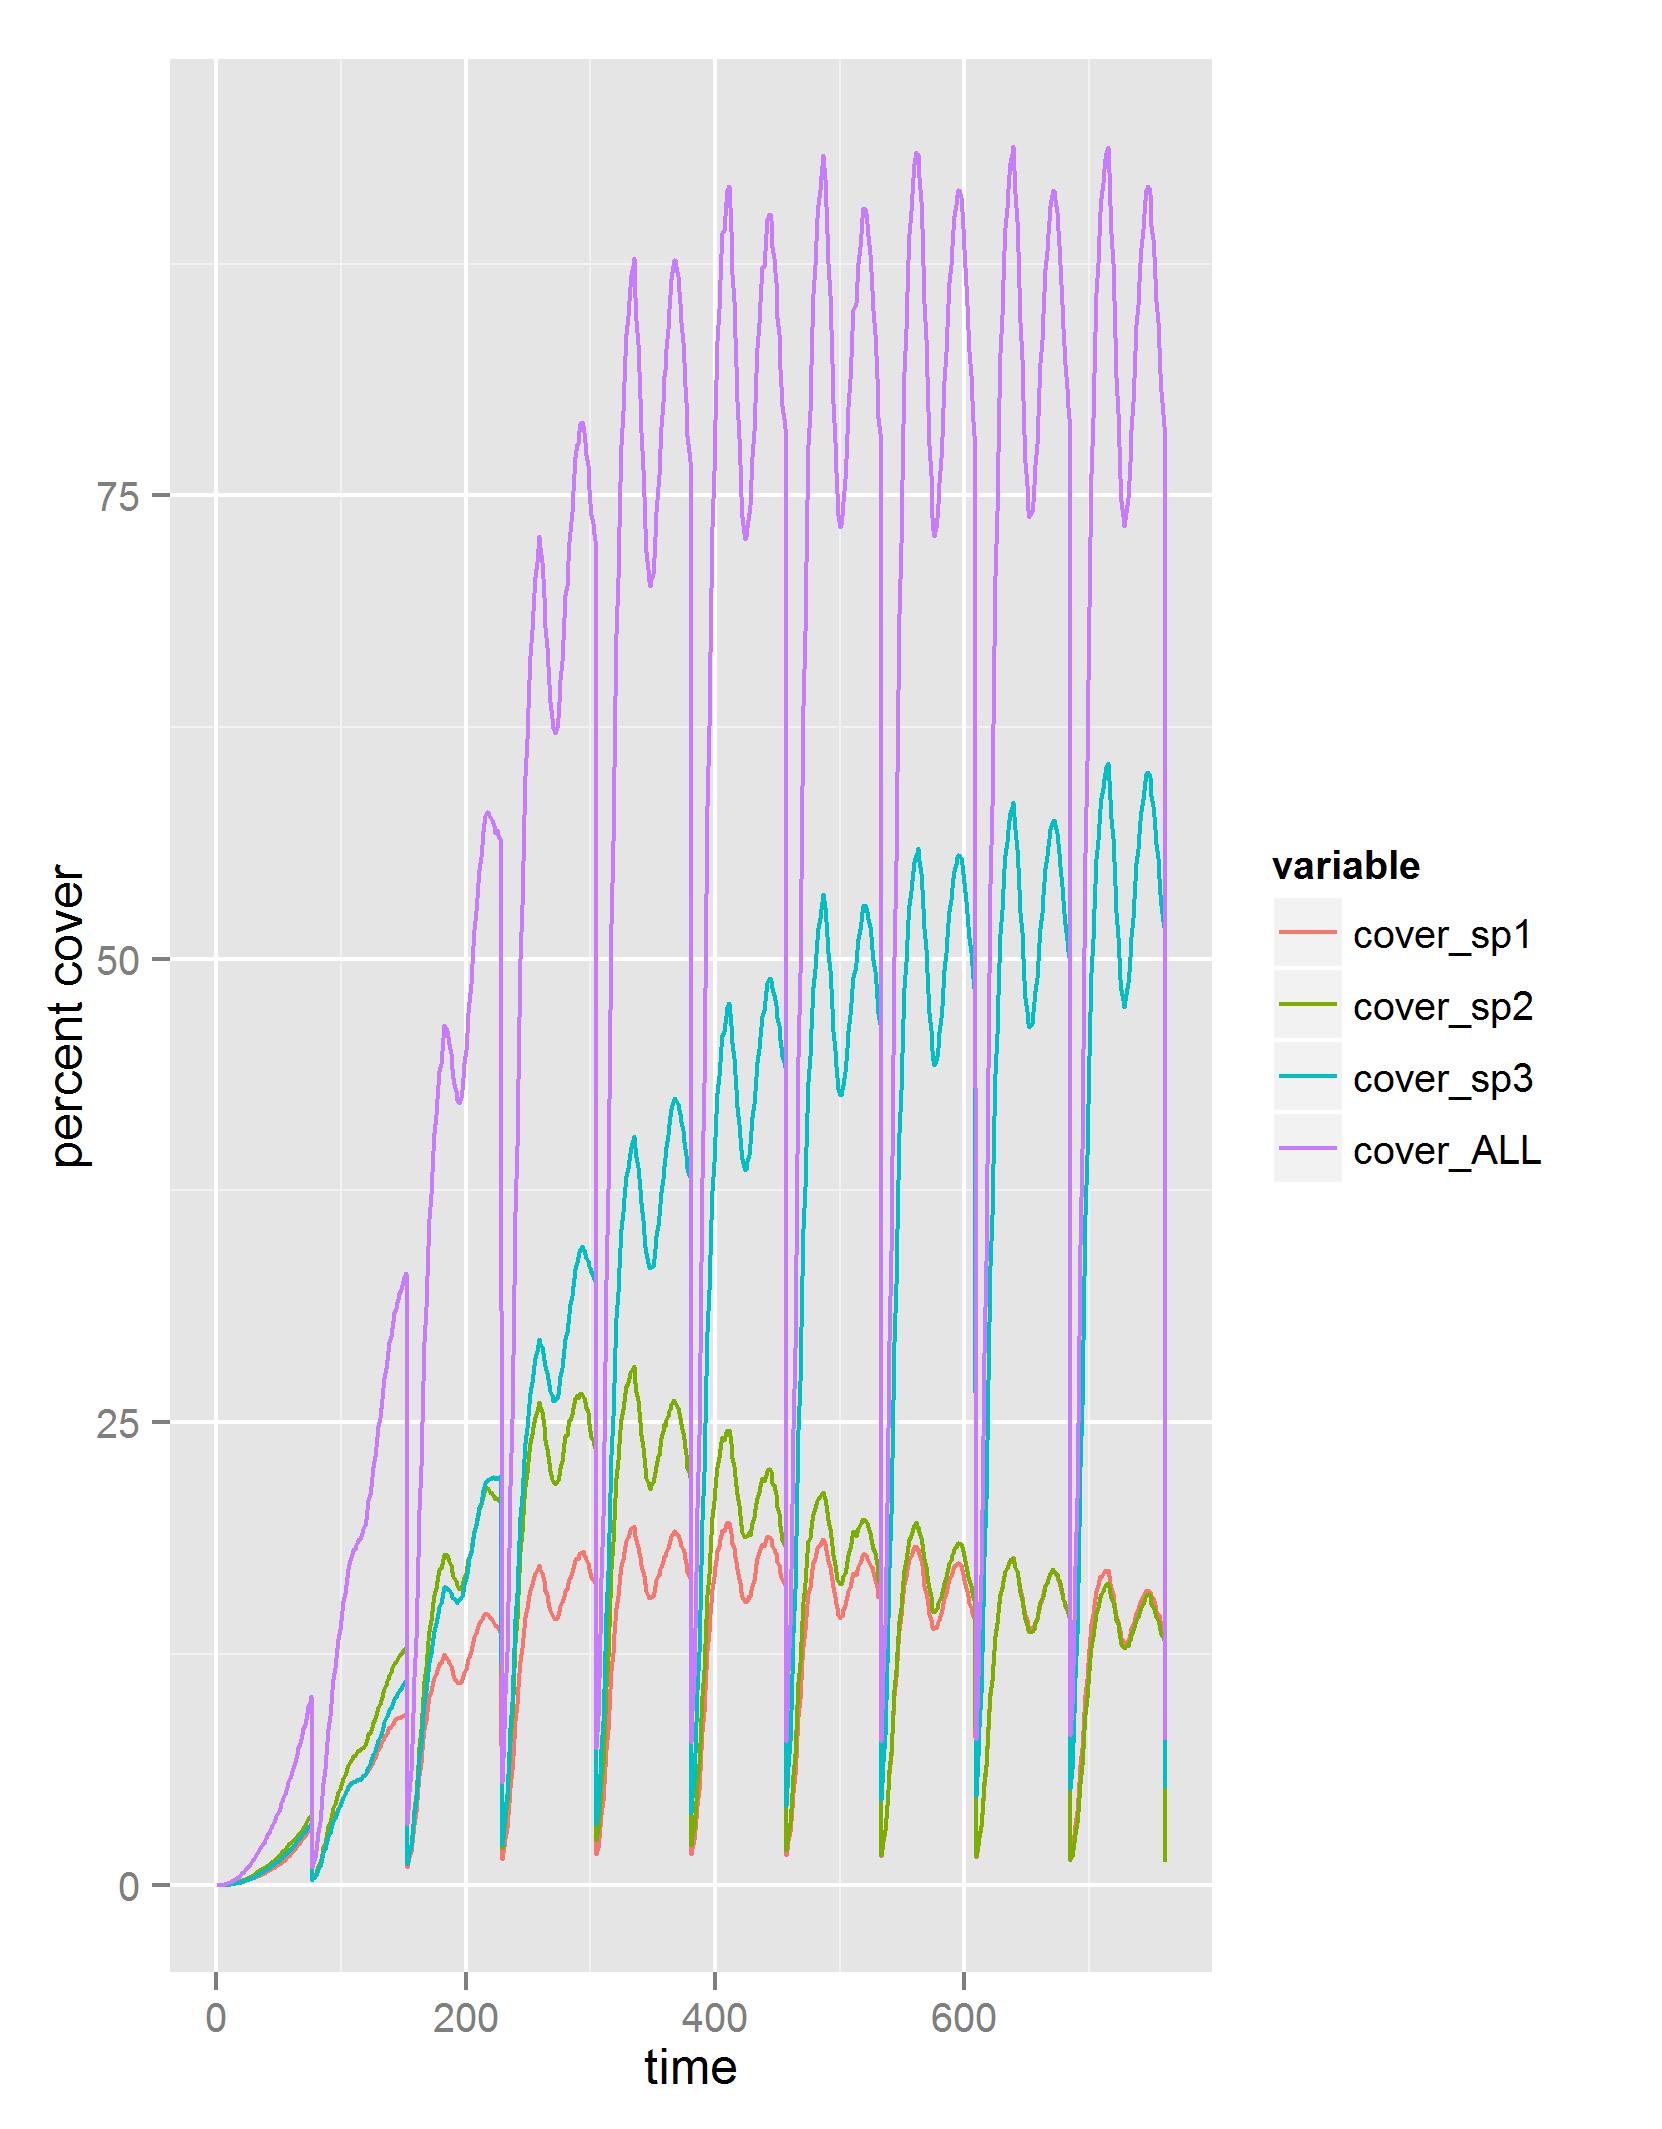 percent cover
75
50
25
0
0 200 400 600
time
variable
cover_sp1
cover_sp2
cover_sp3
cover_ALL